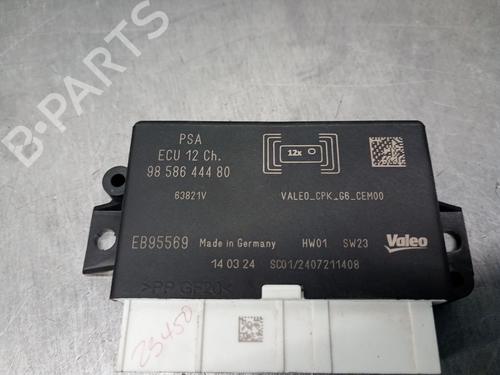 B-PARTS
PSA
ECU 12 Ch.
98 586 444 80
63821V
12x
VALEO_CPK_G6_CEM00
EB95569 Made in Germany HW01 SW23 Valeo
14 03 24 SC01/2407211408
>PP GF20<
25450